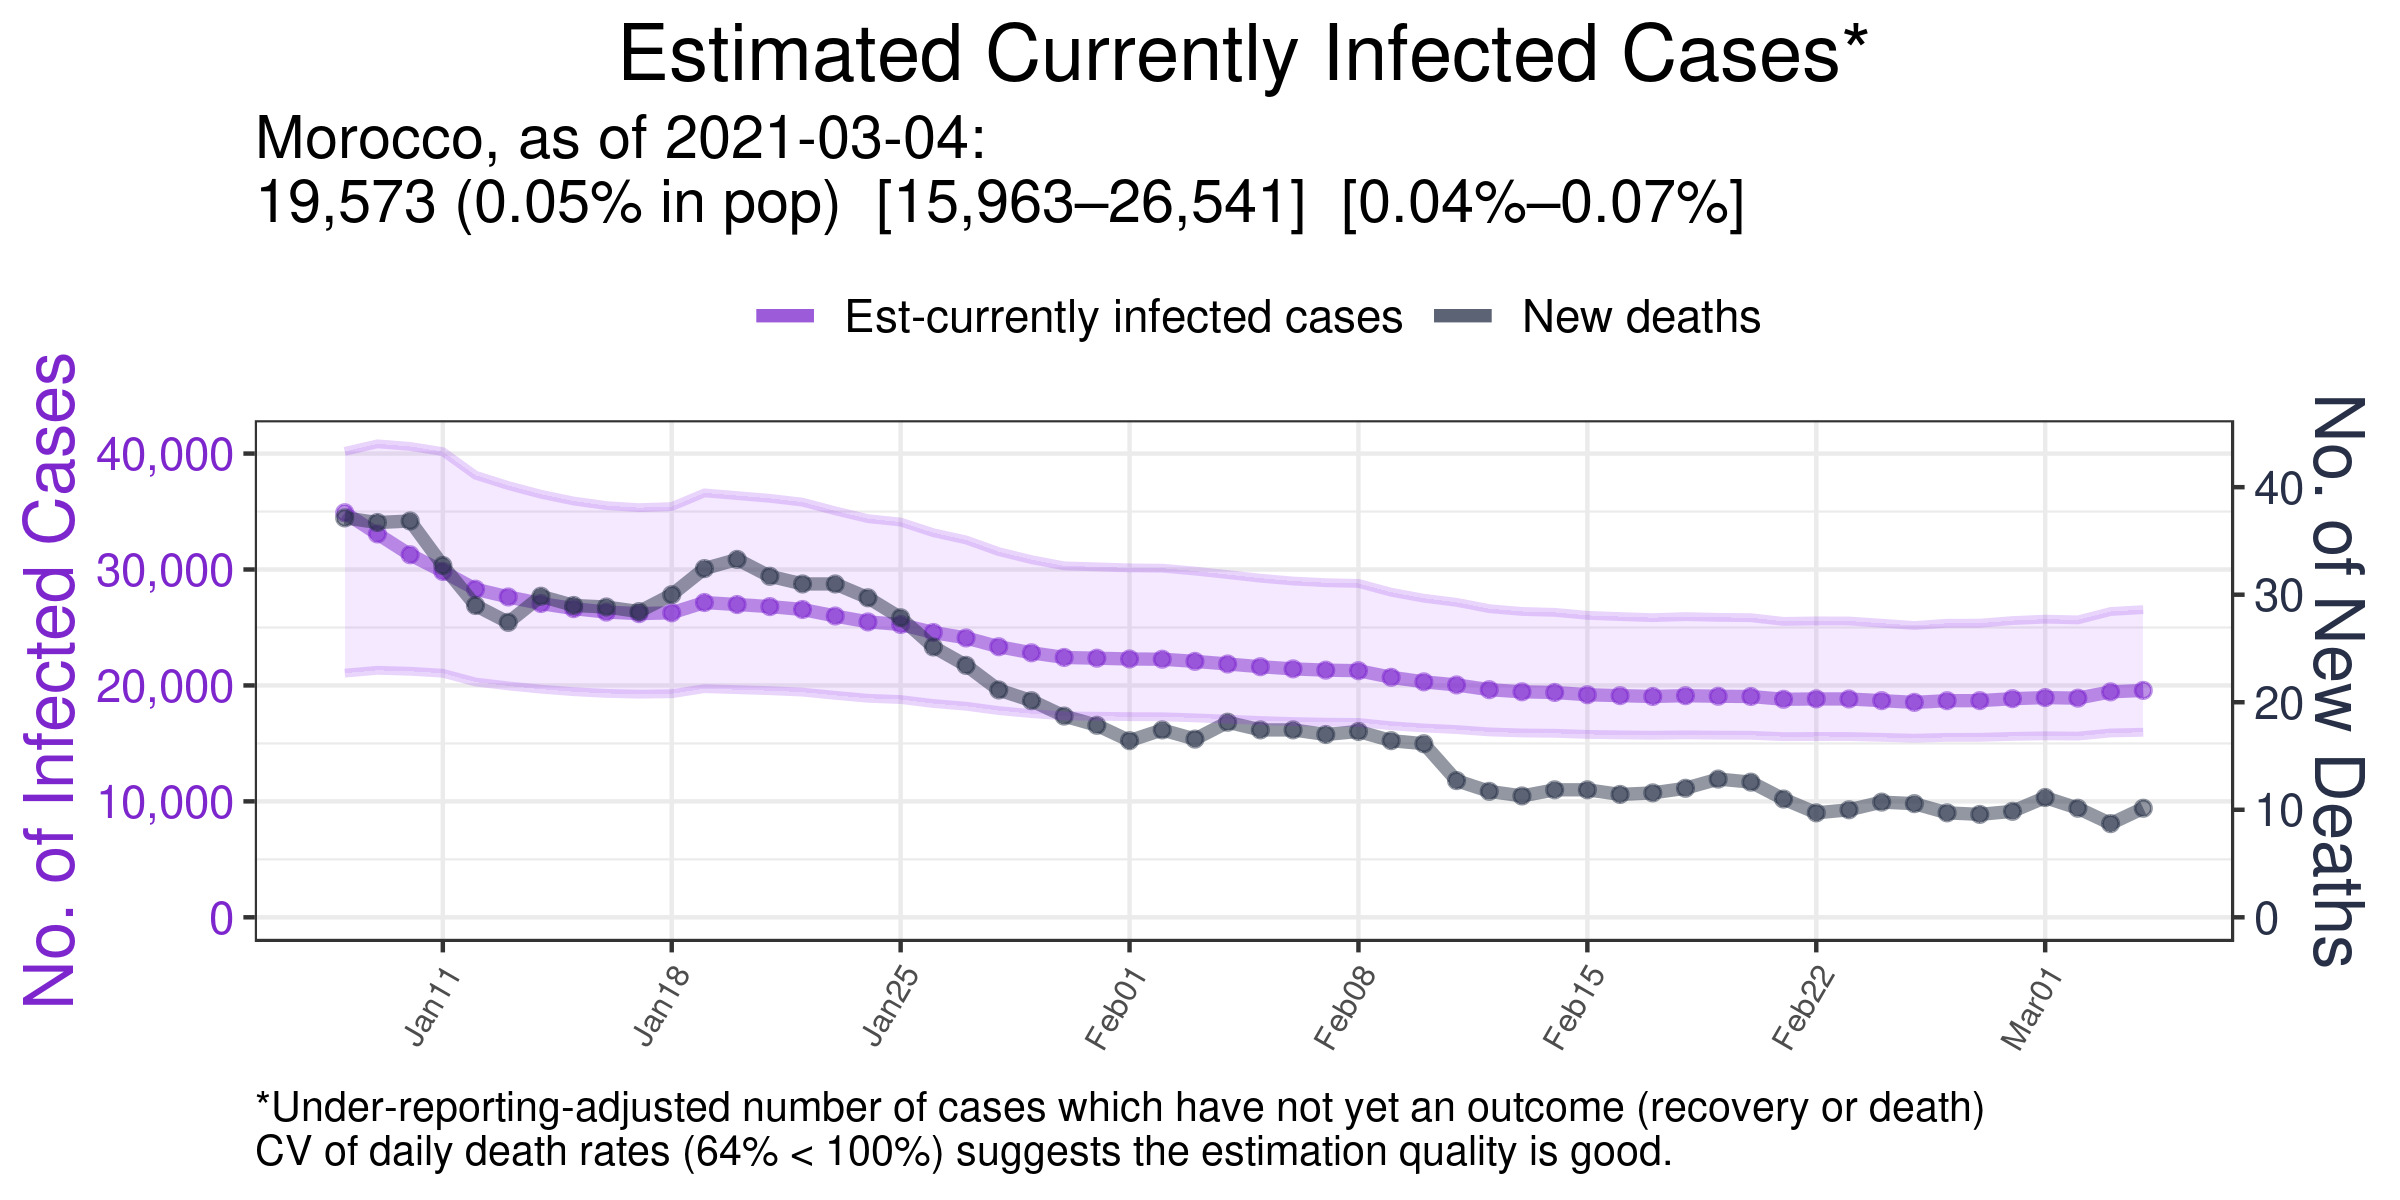 Estimated Currently Infected Cases*
Morocco, as of 2021-03-04:
19,573 (0.05% in pop)  [15,963–26,541]  [0.04%–0.07%]
Est-currently infected cases
New deaths
No. of Infected Cases
40,000
30,000
20,000
10,000
0
No. of New Deaths
40
30
20
10
0
Jan11
Jan18
Jan25
Feb01
Feb08
Feb15
Feb22
Mar01
*Under-reporting-adjusted number of cases which have not yet an outcome (recovery or death)
CV of daily death rates (64% < 100%) suggests the estimation quality is good.